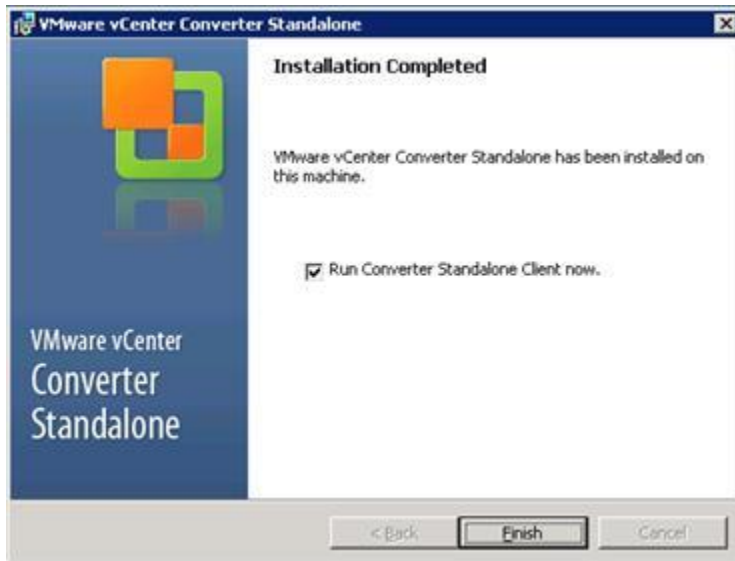 VMware vCenter Converter Standalone
Installation Completed
VMware vCenter Converter Standalone has been installed on
this machine.
Run Converter Standalone Client now.
VMware vCenter
Converter
Standalone
< Back
Finish
Cancel